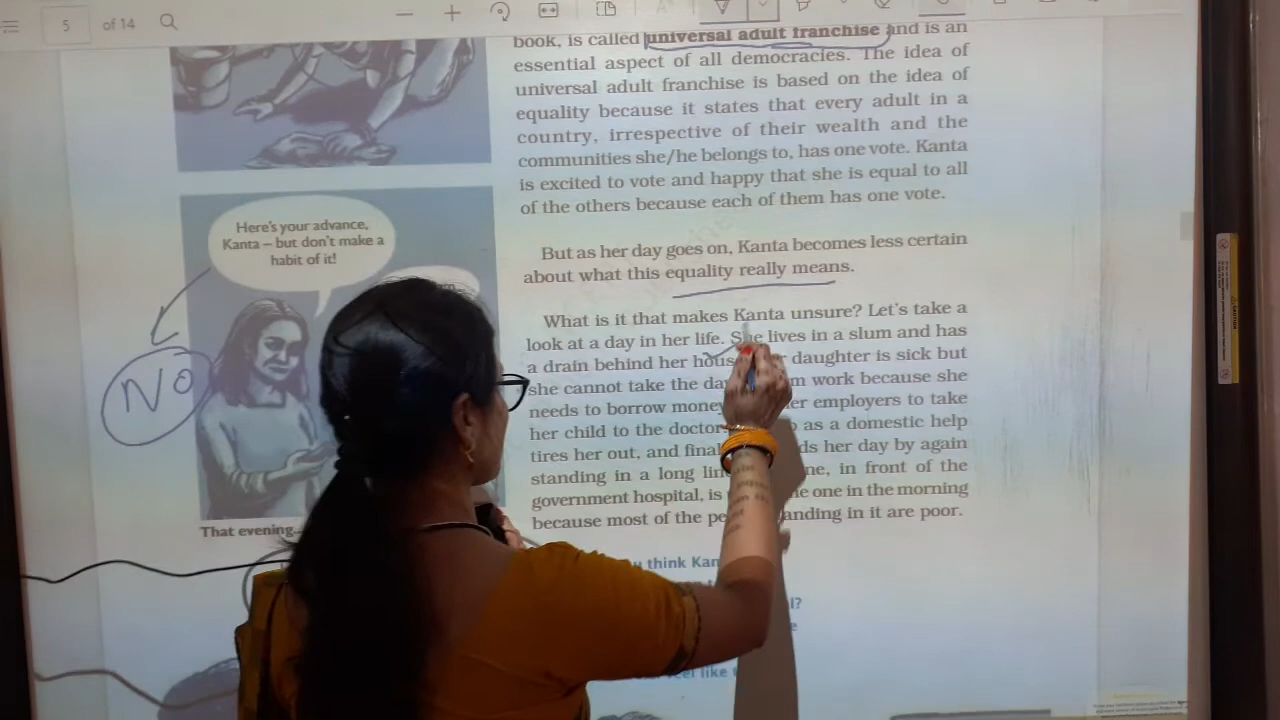 5 of 14
book, is called universal adult franchise and is an
essential aspect of all democracies. The idea of
universal adult franchise is based on the idea of
equality because it states that every adult in a
country, irrespective of their wealth and the
communities she/he belongs to, has one vote. Kanta
is excited to vote and happy that she is equal to all
of the others because each of them has one vote.
But as her day goes on, Kanta becomes less certain
about what this equality really means.
What is it that makes Kanta unsure? Let's take a
look at a day in her life. She lives in a slum and has
a drain behind her daughter is sick but
she cannot take the work because she
needs to borrow money employers to take
her child to the doctor. as a domestic help
tires her out, and her day by again
standing in a long in front of the
government hospital, is one in the morning
because most of the in it are poor.
Here's your advance,
Kanta – but don't make a
habit of it!
NO
That evening...
think
feel like